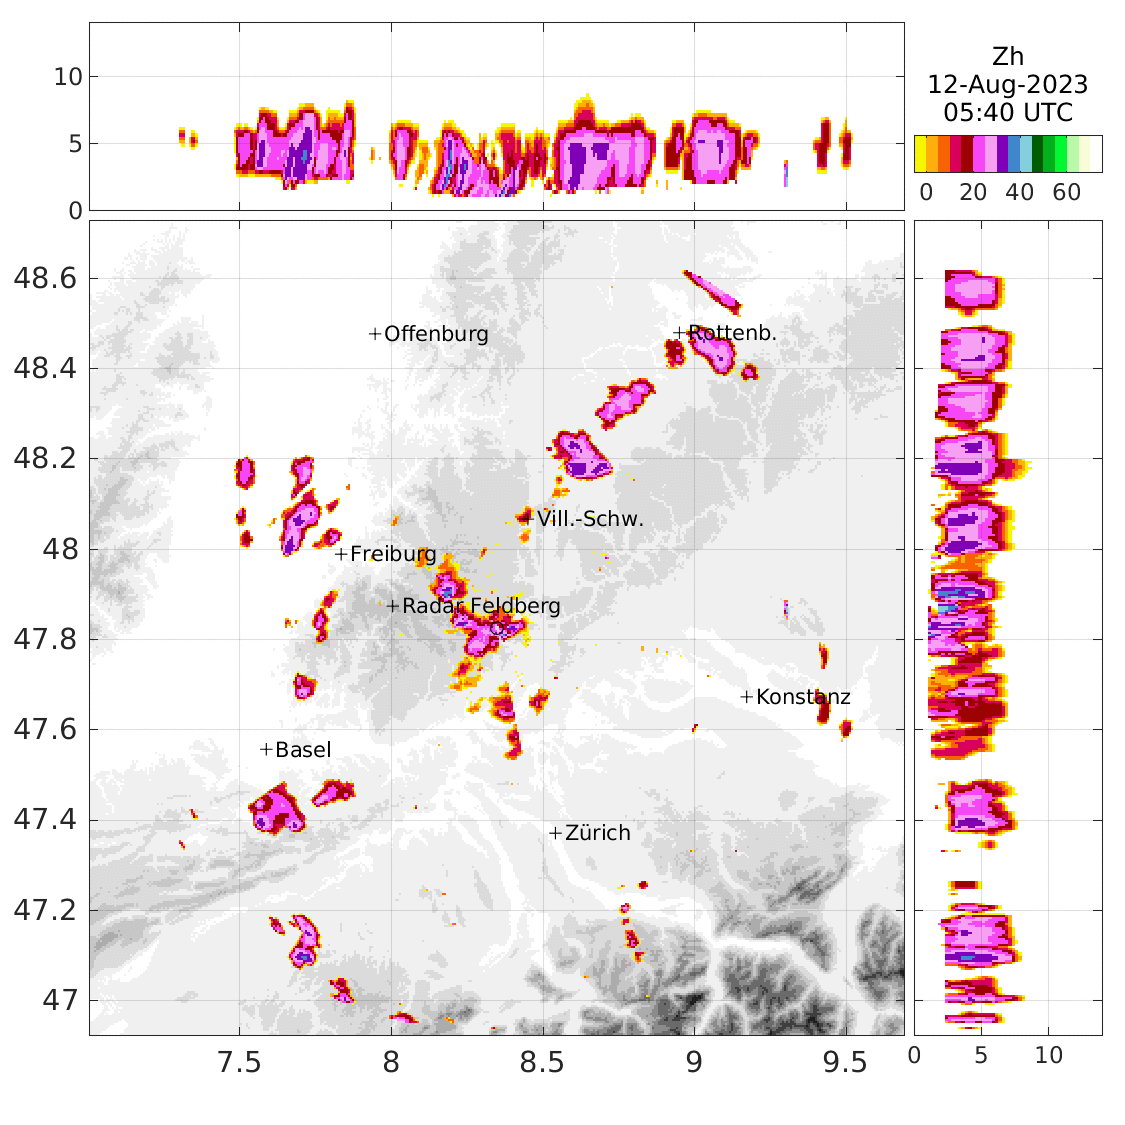 10
5
0
Zh
12-Aug-2023
05:40 UTC
0 20 40 60
48.6
48.4
48.2
48
47.8
47.6
47.4
47.2
47
+Offenburg
+Rottenb.
+Vill.-Schw.
+Freiburg
+Radar Feldberg
+Konstanz
+Basel
+Zürich
7.5 8 8.5 9 9.5
0 5 10